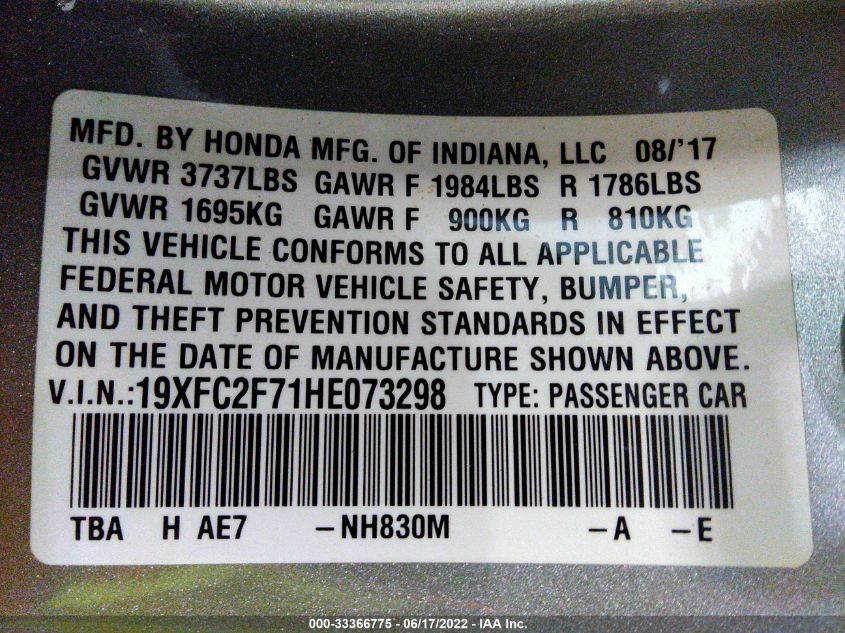 MFD. BY HONDA MFG. OF INDIANA, LLC 08/'17
GVWR 3737LBS GAWR F 1984LBS R 1786LBS
GVWR 1695KG GAWR F 900KG R 810KG
THIS VEHICLE CONFORMS TO ALL APPLICABLE
FEDERAL MOTOR VEHICLE SAFETY, BUMPER,
AND THEFT PREVENTION STANDARDS IN EFFECT
ON THE DATE OF MANUFACTURE SHOWN ABOVE.
V.I.N.:19XFC2F71HE073298 TYPE: PASSENGER CAR
TBA H AE7 –NH830M –A –E
000-33366775 — 06/17/2022 — IAA Inc.